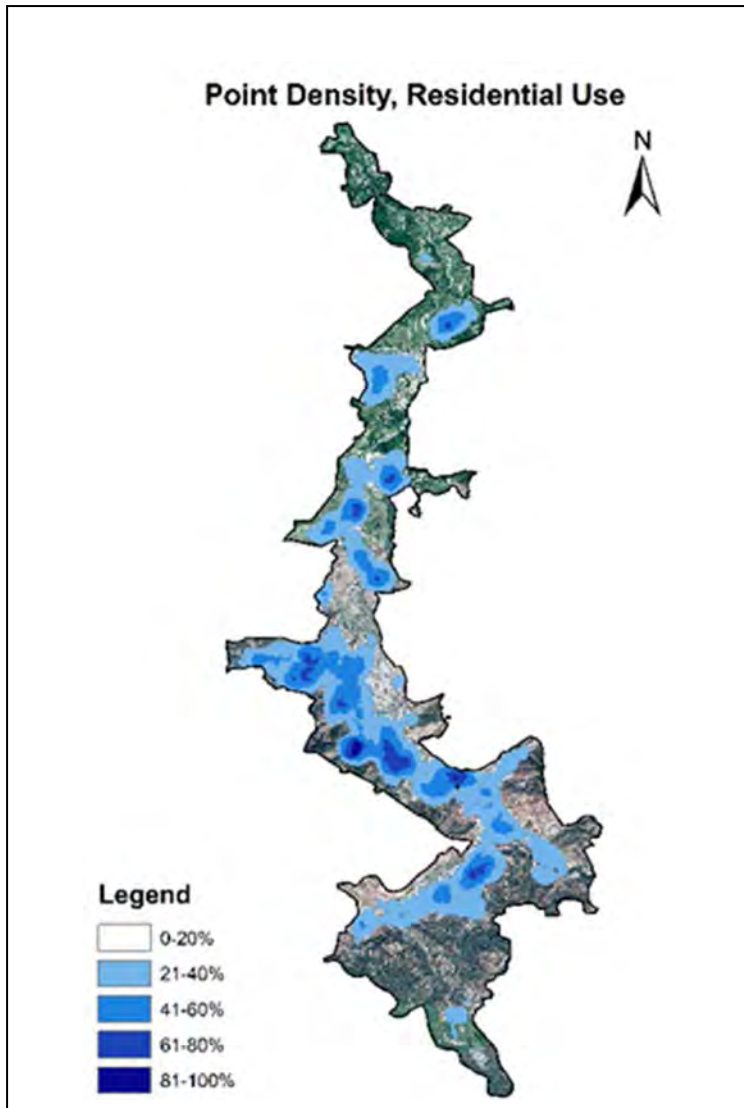 Point Density, Residential Use
N
Legend
0-20%
21-40%
41-60%
61-80%
81-100%